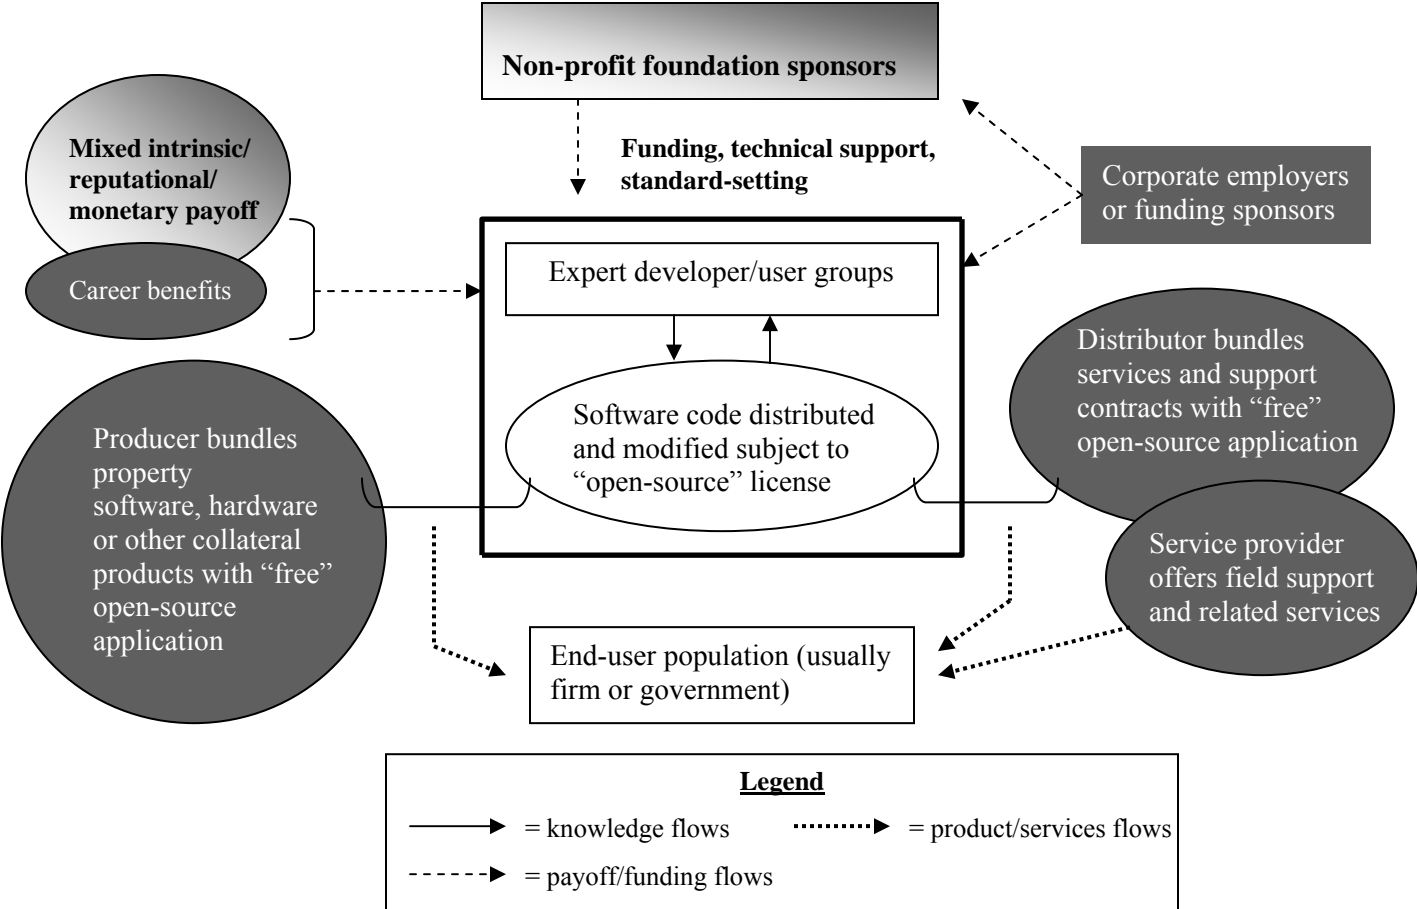 Non-profit foundation sponsors
Mixed intrinsic/
reputational/
monetary payoff
Career benefits
Funding, technical support,
standard-setting
Corporate employers
or funding sponsors
Expert developer/user groups
Software code distributed
and modified subject to
“open-source” license
Distributor bundles
services and support
contracts with “free”
open-source application
Producer bundles
property
software, hardware
or other collateral
products with “free”
open-source
application
Service provider
offers field support
and related services
End-user population (usually
firm or government)
Legend
= knowledge flows
= product/services flows
= payoff/funding flows